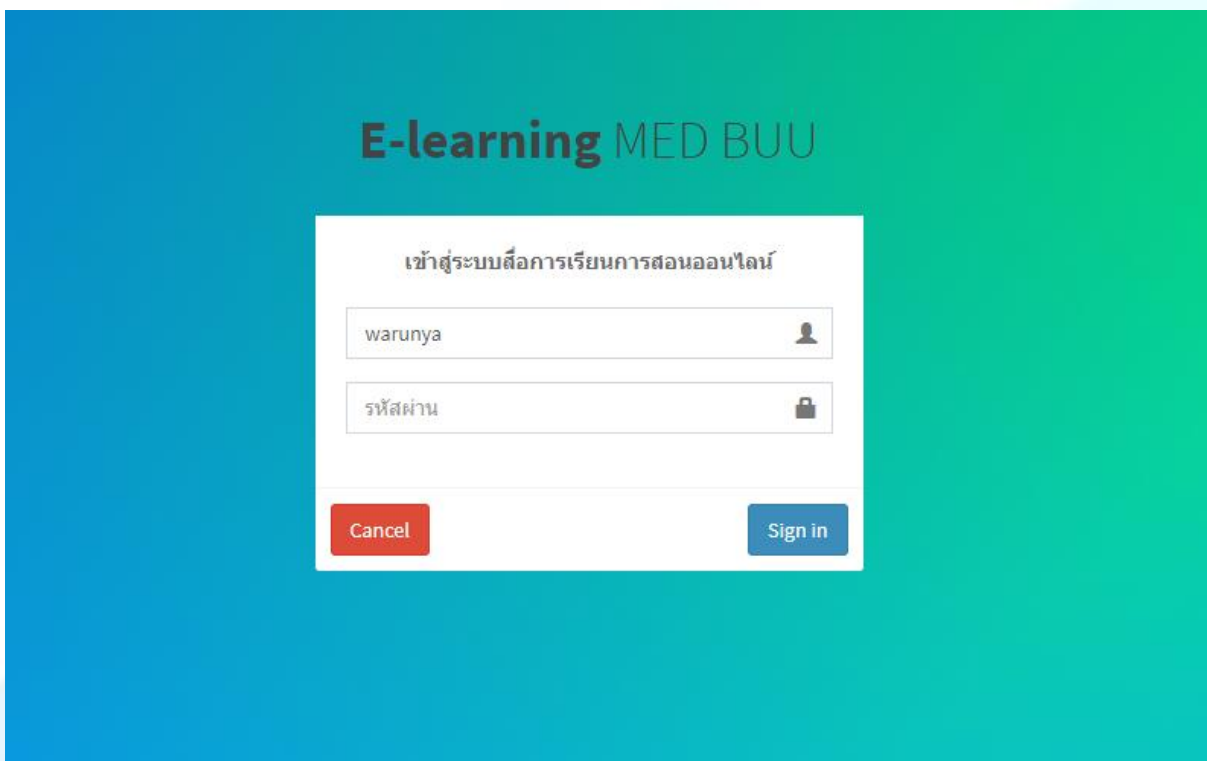 E-learning MED BUU
เข้าสู่ระบบสื่อการเรียนการสอนออนไลน์
warunya
รหัสผ่าน
Cancel
Sign in